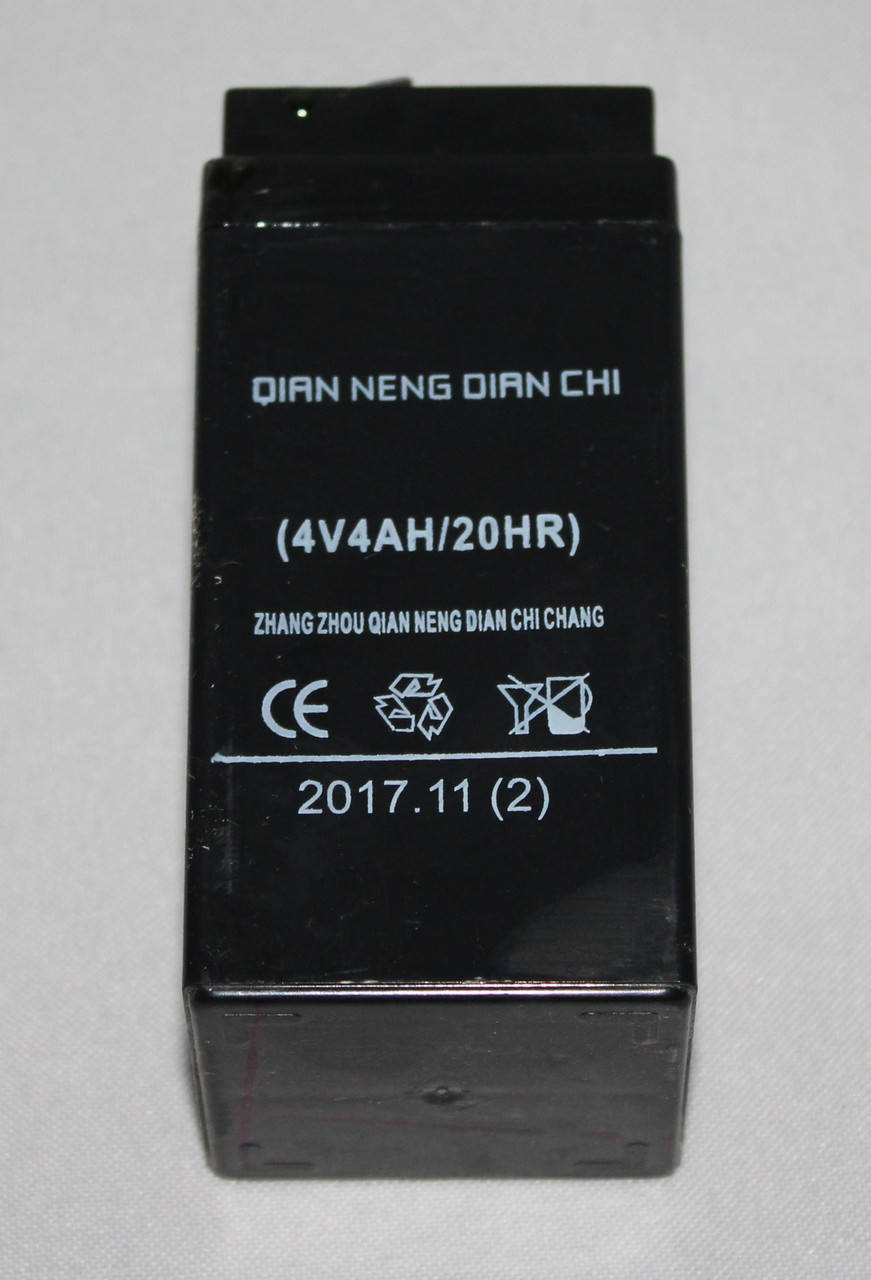 QIAN NENG DIAN CHI
(4V4AH/20HR)
ZHANG ZHOU QIAN NENG DIAN CHI CHANG
CE
2017.11 (2)